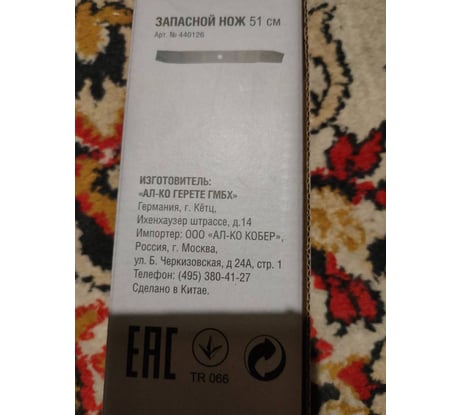 ЗАПАСНОЙ НОЖ 51 см
Арт. № 440126
ИЗГОТОВИТЕЛЬ:
«АЛ-КО ГЕРЕТЕ ГМБХ»
Германия, г. Кётц,
Ихенхаузер штрассе, д.14
Импортер: ООО «АЛ-КО КОБЕР»,
Россия, г. Москва,
ул. Б. Черкизовская, д 24А, стр. 1
Телефон: (495) 380-41-27
Сделано в Китае.
EAC
TR 066